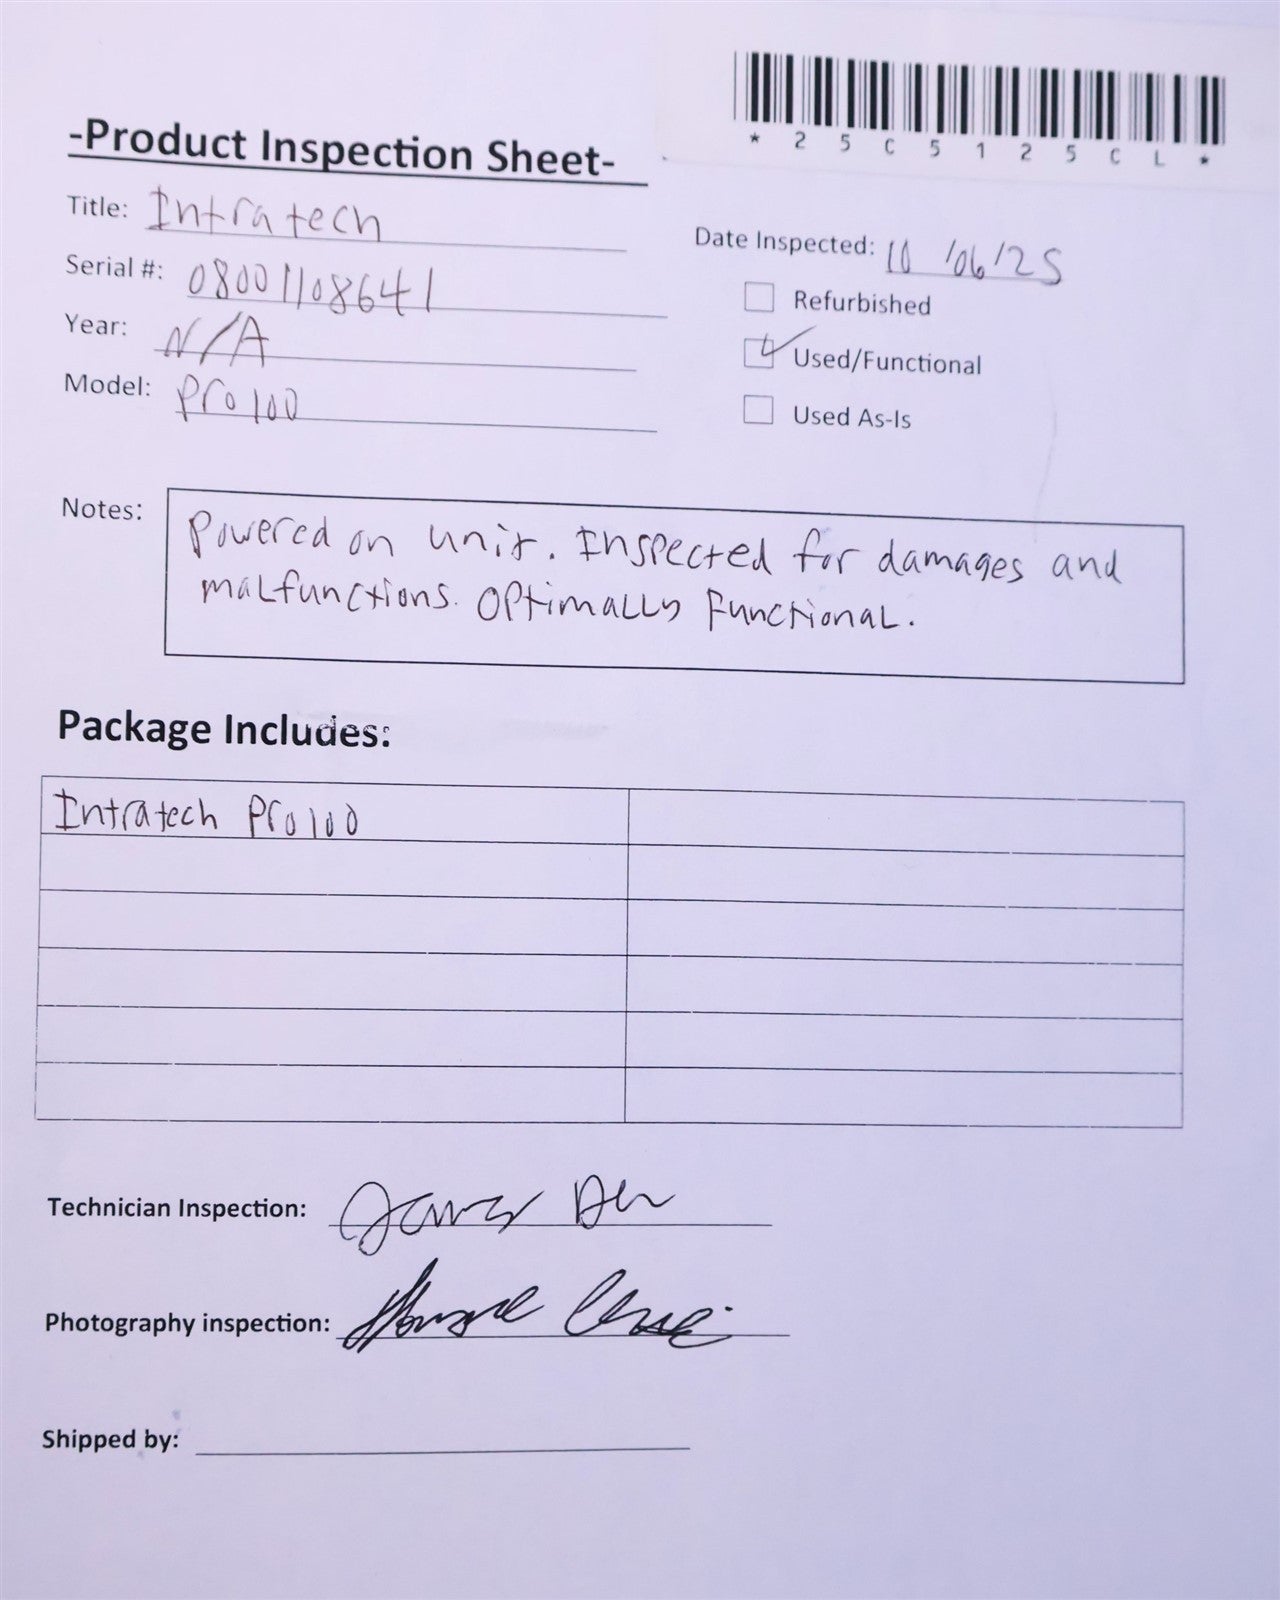 * 2 5 C 5 1 2 5 C L *
-Product Inspection Sheet-
Title: Intratech
Serial #: 08001108641
Year: N/A
Model: Pro100
Date Inspected: 10/06/25
Refurbished
Used/Functional
Used As-Is
Notes: Powered on unit. Inspected for damages and
malfunctions. Optimally Functional.
Package Includes:
Intratech Pro100
Technician Inspection:
Photography inspection:
Shipped by: